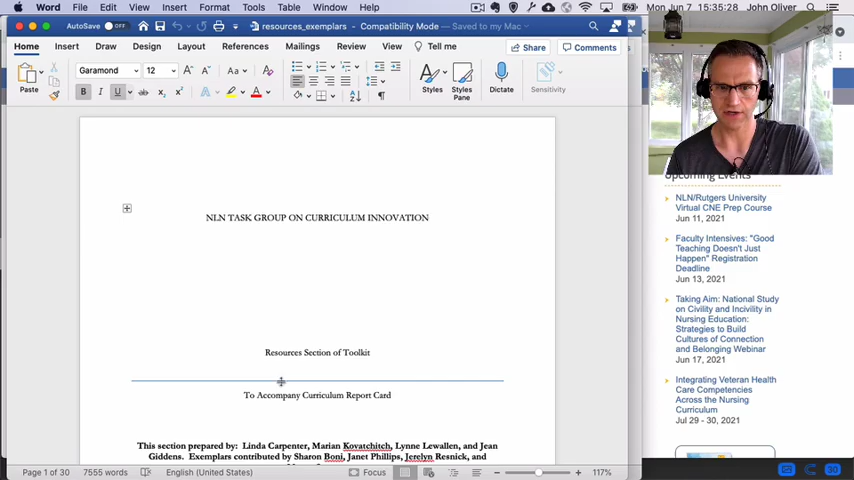 Word File Edit View Insert Format Tools Table Window Help Mon Jun 7 15:35:28 John Oliver
AutoSave OFF resources_exemplars - Compatibility Mode — Saved to my Mac
Home Insert Draw Design Layout References Mailings Review View Tell me Share Comments
Paste Garamond 12 Styles Styles Pane Dictate Sensitivity
NLN TASK GROUP ON CURRICULUM INNOVATION
Resources Section of Toolkit
To Accompany Curriculum Report Card
This section prepared by: Linda Carpenter, Marian Kovatchitch, Lynne Lewallen, and Jean
Giddens. Exemplars contributed by Sharon Boni, Janet Phillips, Jerelyn Resnick, and
Page 1 of 30 7555 words English (United States) Focus 117%
Upcoming Events
NLN/Rutgers University
Virtual CNE Prep Course
Jun 11, 2021
Faculty Intensives: "Good
Teaching Doesn't Just
Happen" Registration
Deadline
Jun 13, 2021
Taking Aim: National Study
on Civility and Incivility in
Nursing Education:
Strategies to Build
Cultures of Connection
and Belonging Webinar
Jun 17, 2021
Integrating Veteran Health
Care Competencies
Across the Nursing
Curriculum
Jul 29 - 30, 2021
30